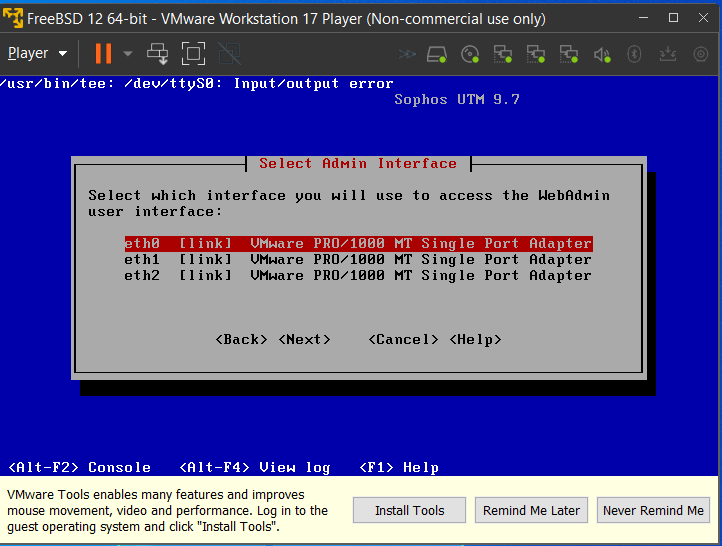 FreeBSD 12 64-bit - VMware Workstation 17 Player (Non-commercial use only)
Player
/usr/bin/tee: /dev/ttyS0: Input/output error
Sophos UTM 9.7
Select Admin Interface
Select which interface you will use to access the WebAdmin
user interface:
eth0 [link] VMware PRO/1000 MT Single Port Adapter
eth1 [link] VMware PRO/1000 MT Single Port Adapter
eth2 [link] VMware PRO/1000 MT Single Port Adapter
<Back> <Next> <Cancel> <Help>
<Alt-F2> Console <Alt-F4> View log <F1> Help
VMware Tools enables many features and improves
mouse movement, video and performance. Log in to the
guest operating system and click "Install Tools".
Install Tools
Remind Me Later
Never Remind Me